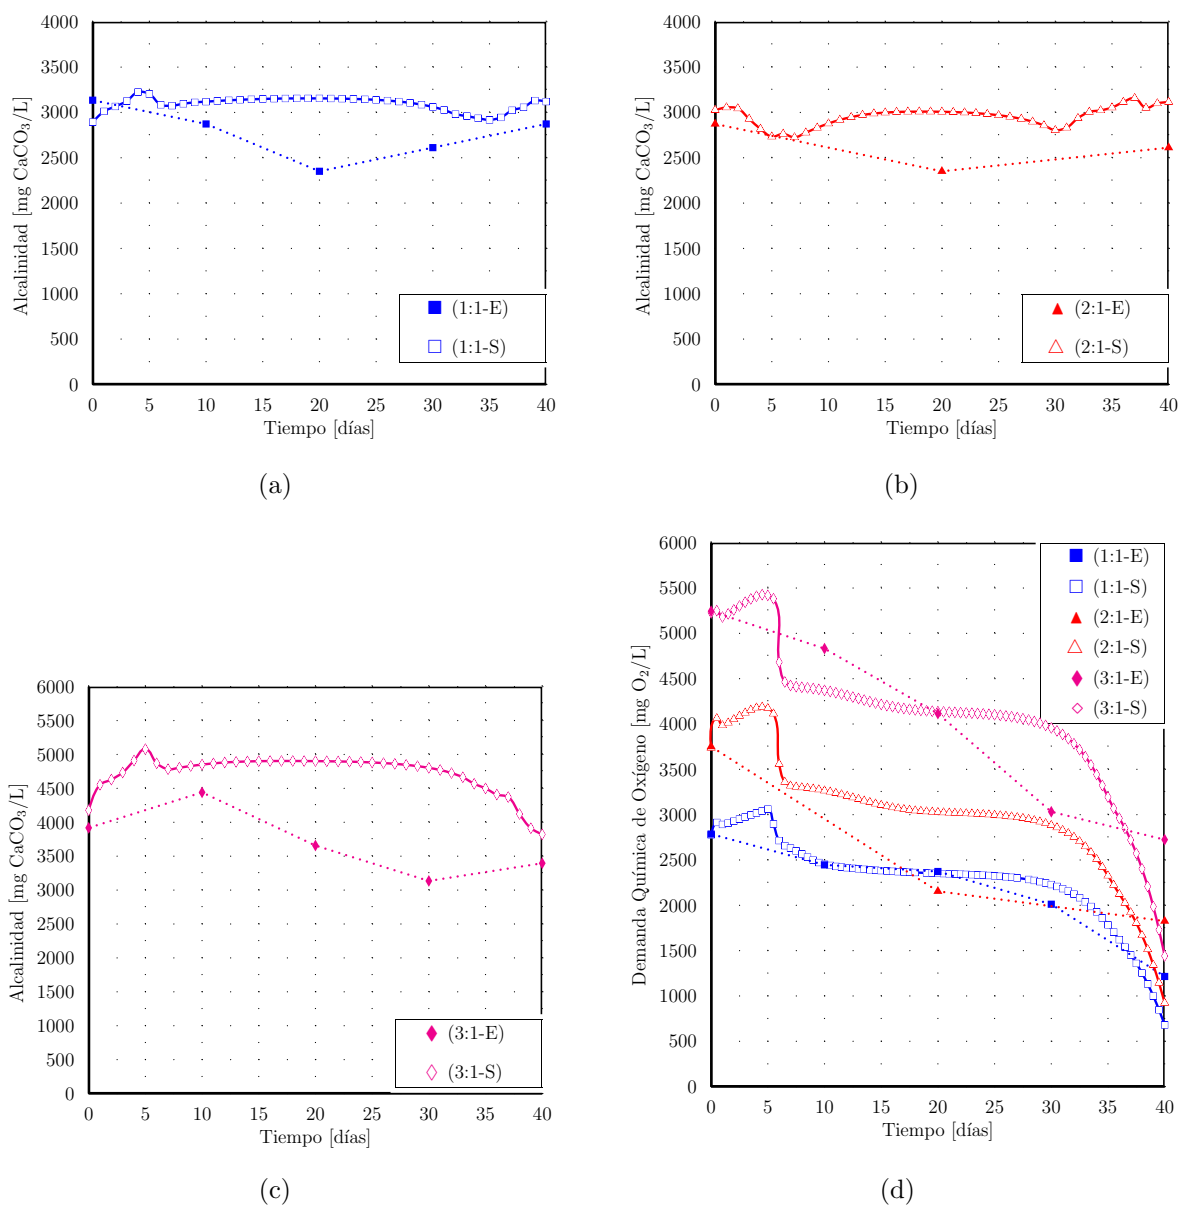 4000
3500
3000
2500
2000
1500
1000
500
0
Alcalinidad [mg CaCO₃/L]
(1:1-E)
(1:1-S)
0 5 10 15 20 25 30 35 40
Tiempo [días]
(a)
4000
3500
3000
2500
2000
1500
1000
500
0
Alcalinidad [mg CaCO₃/L]
(2:1-E)
(2:1-S)
0 5 10 15 20 25 30 35 40
Tiempo [días]
(b)
6000
5500
5000
4500
4000
3500
3000
2500
2000
1500
1000
500
0
Alcalinidad [mg CaCO₃/L]
(3:1-E)
(3:1-S)
0 5 10 15 20 25 30 35 40
Tiempo [días]
(c)
6000
5500
5000
4500
4000
3500
3000
2500
2000
1500
1000
500
0
Demanda Química de Oxígeno [mg O₂/L]
(1:1-E)
(1:1-S)
(2:1-E)
(2:1-S)
(3:1-E)
(3:1-S)
0 5 10 15 20 25 30 35 40
Tiempo [días]
(d)